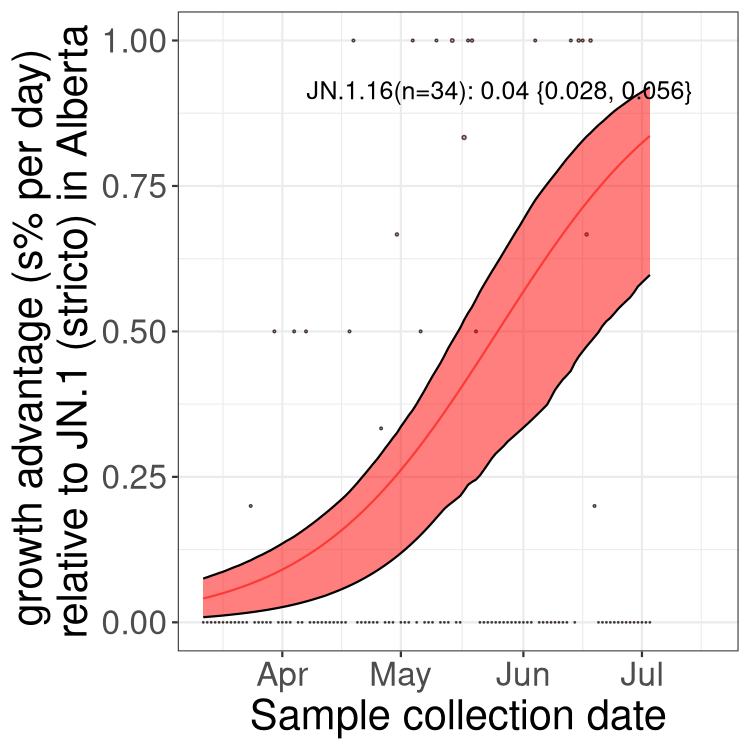 growth advantage (s% per day)
relative to JN.1 (stricto) in Alberta
1.00
0.75
0.50
0.25
0.00
JN.1.16(n=34): 0.04 {0.028, 0.056}
Apr May Jun Jul
Sample collection date